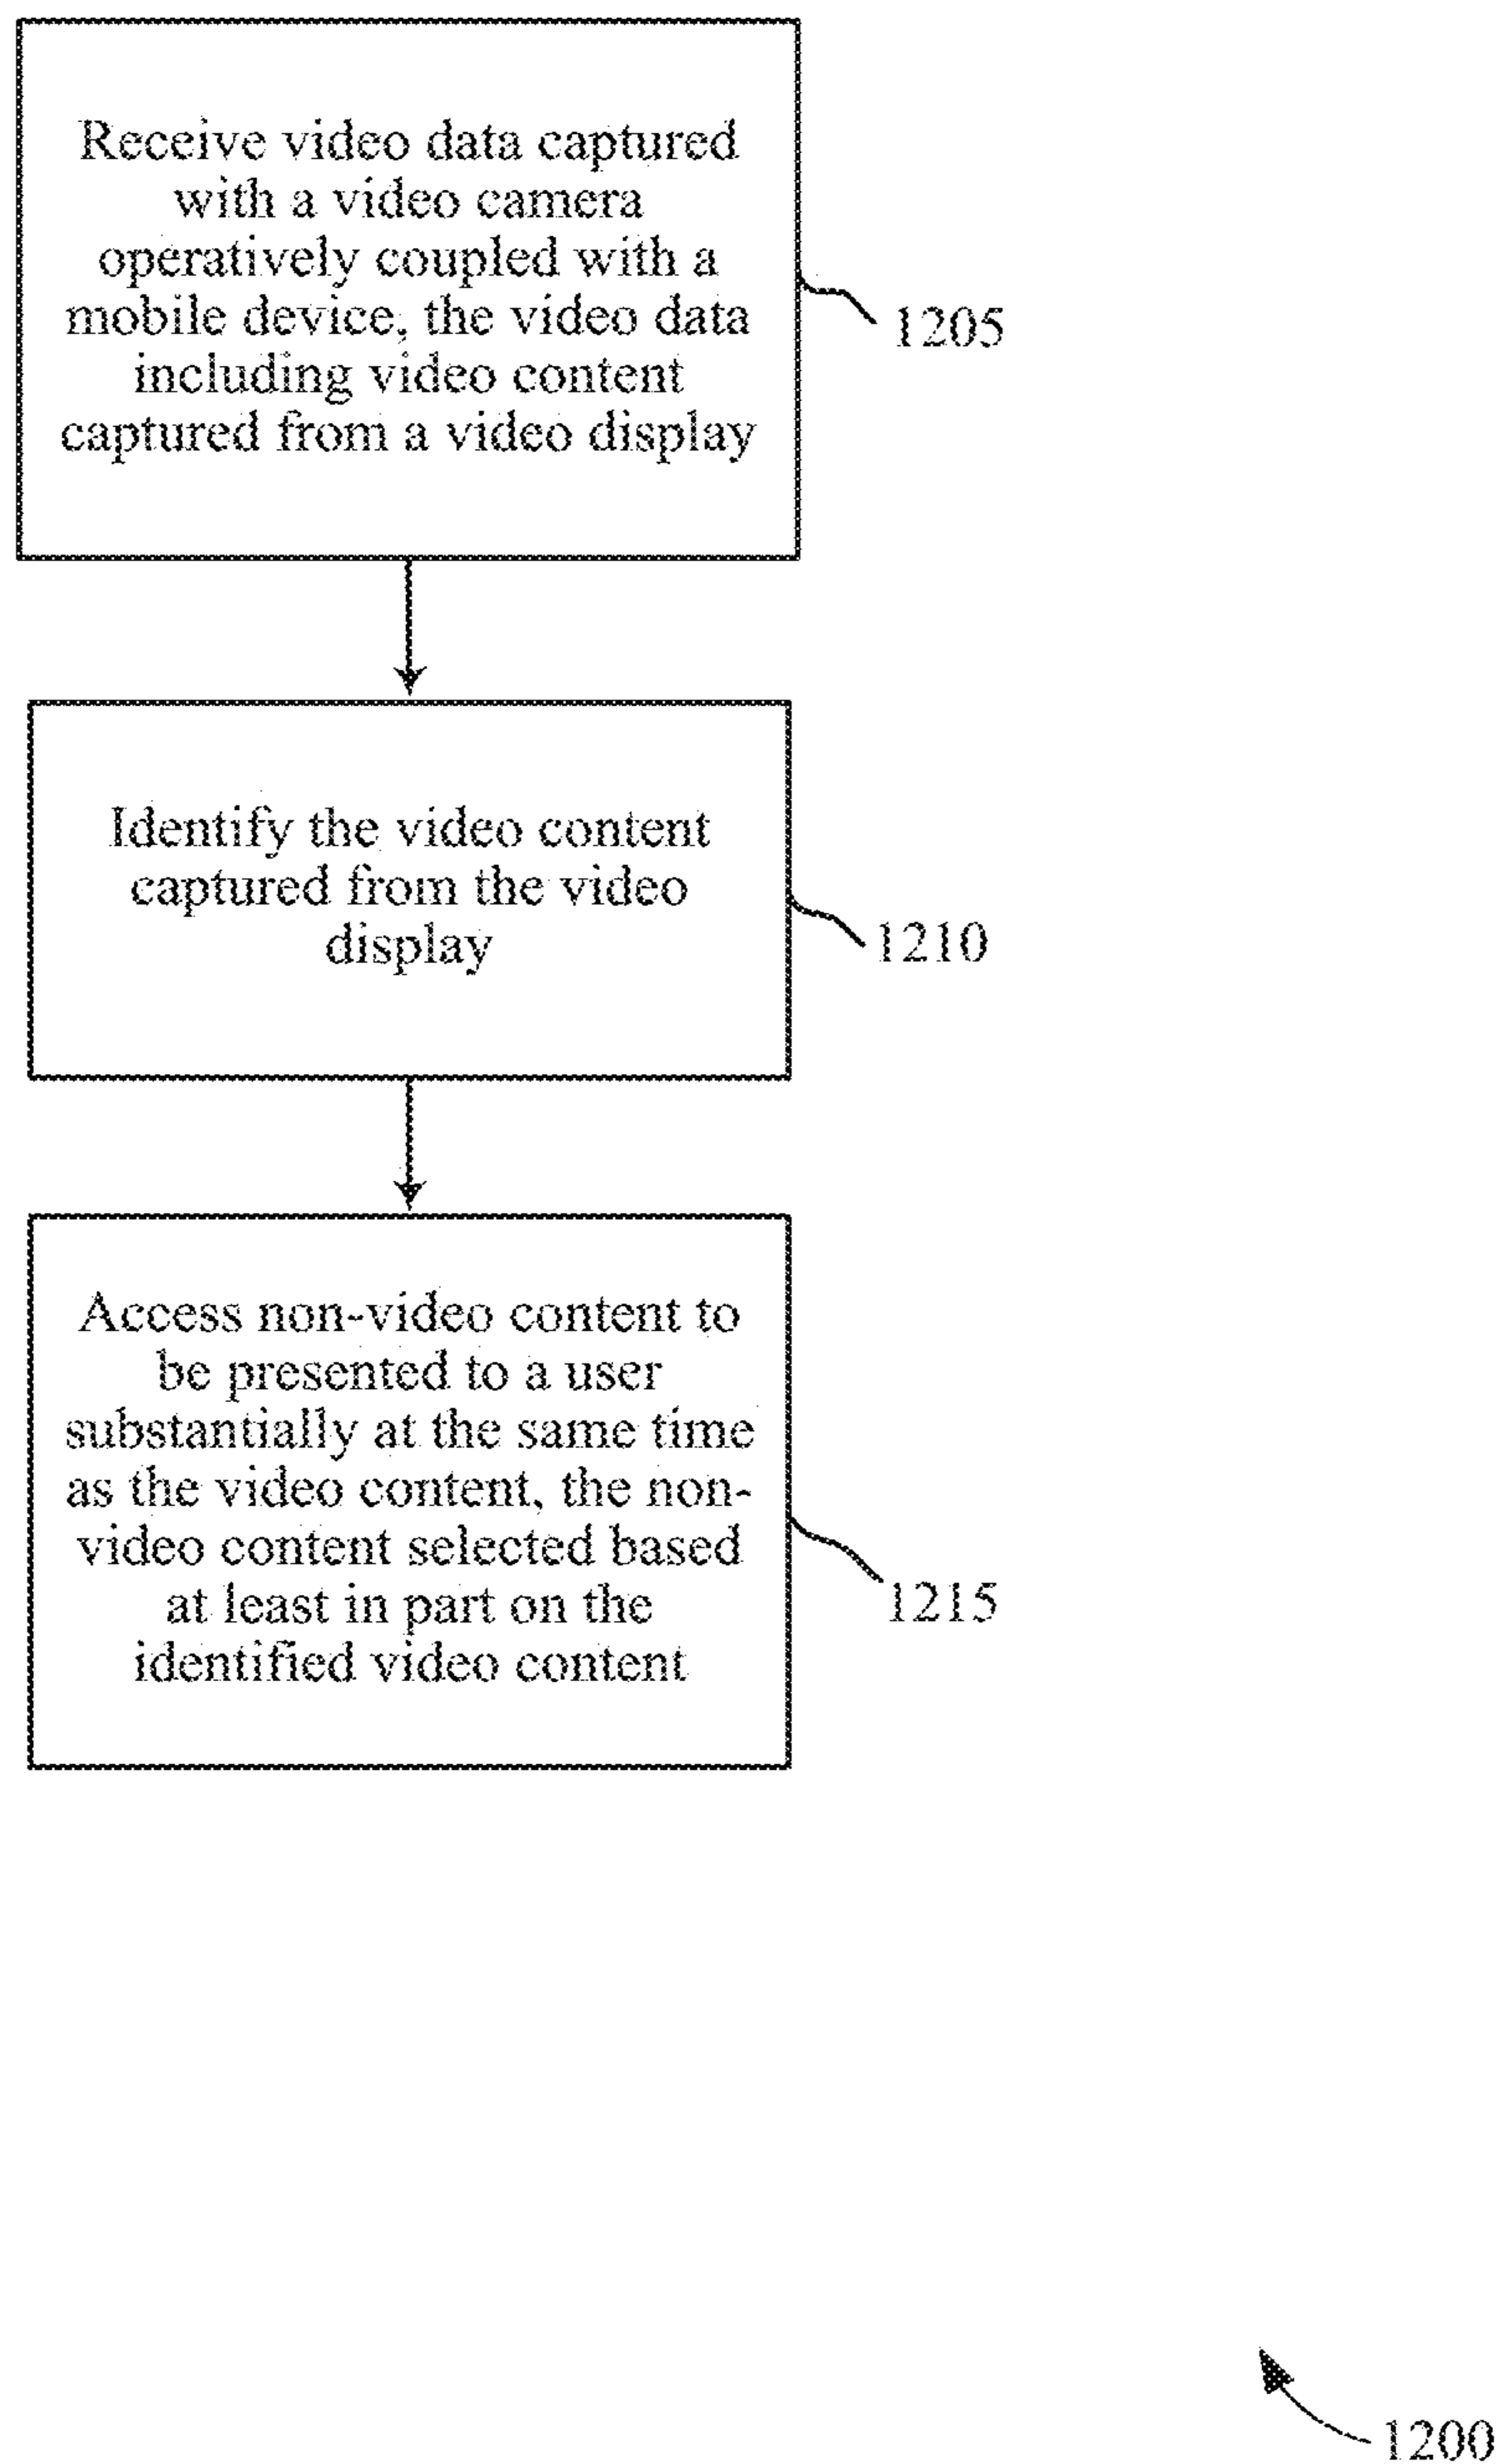 Receive video data captured
with a video camera
operatively coupled with a
mobile device, the video data
including video content
captured from a video display
1205
Identify the video content
captured from the video
display
1210
Access non-video content to
be presented to a user
substantially at the same time
as the video content, the non-
video content selected based
at least in part on the
identified video content
1215
1200